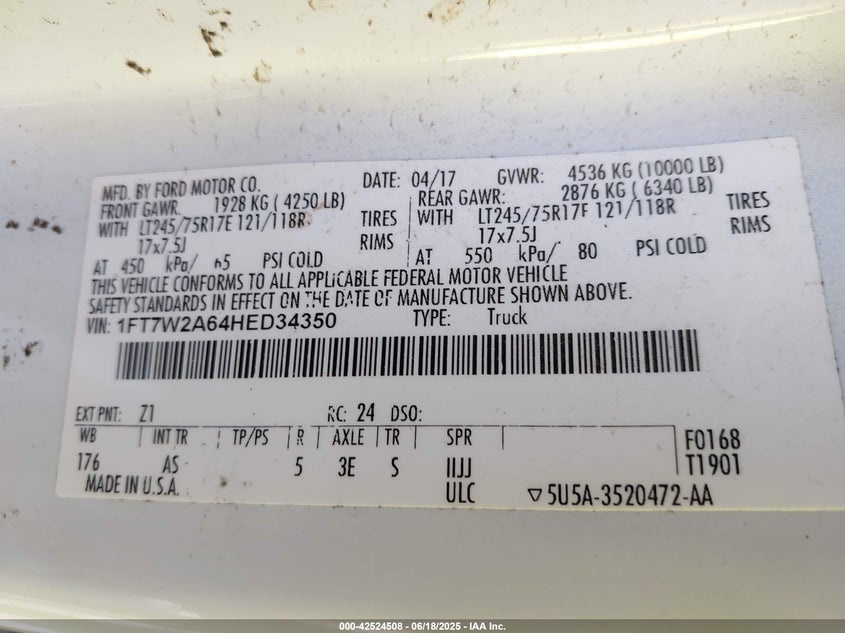 MFD. BY FORD MOTOR CO. DATE: 04/17 GVWR: 4536 KG (10000 LB)
FRONT GAWR: 1928 KG ( 4250 LB) REAR GAWR: 2876 KG ( 6340 LB)
WITH LT245/75R17E 121/118R TIRES WITH LT245/75R17E 121/118R TIRES
17x7.5J RIMS 17x7.5J RIMS
AT 450 kPa/ 65 PSI COLD AT 550 kPa/ 80 PSI COLD
THIS VEHICLE CONFORMS TO ALL APPLICABLE FEDERAL MOTOR VEHICLE
SAFETY STANDARDS IN EFFECT ON THE DATE OF MANUFACTURE SHOWN ABOVE.
VIN: 1FT7W2A64HED34350 TYPE: Truck
EXT PNT: Z1 RC: 24 DSO:
WB INT TR TP/PS R AXLE TR SPR F0168
176 AS 5 3E S IIJJ T1901
MADE IN U.S.A. ULC ▽5U5A-3520472-AA
000-42524508 - 06/18/2025 - IAA Inc.